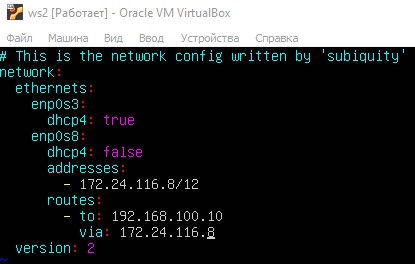 ws2 [Работает] - Oracle VM VirtualBox
Файл Машина Вид Ввод Устройства Справка
# This is the network config written by 'subiquity'
network:
  ethernets:
    enp0s3:
      dhcp4: true
    enp0s8:
      dhcp4: false
      addresses:
        - 172.24.116.8/12
      routes:
        - to: 192.168.100.10
          via: 172.24.116.8
  version: 2
~